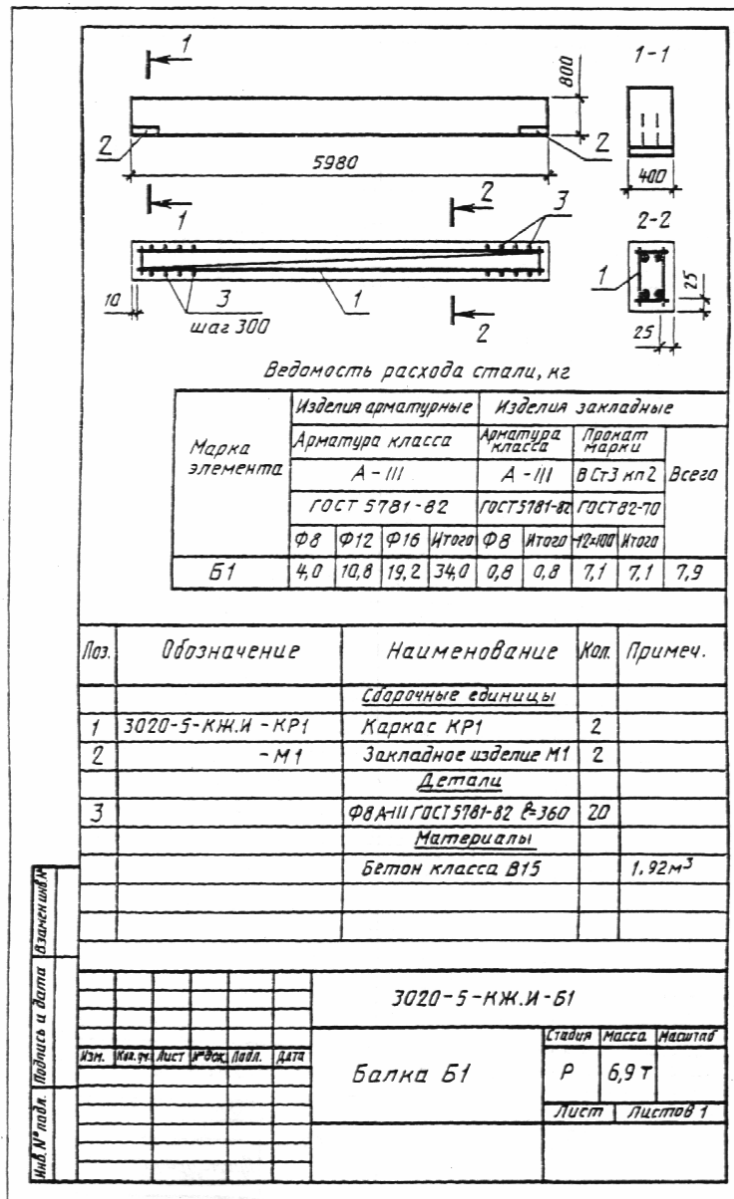 1
1-1
800
2
2
5980
400
1
2
3
2-2
1
25
10
3
1
шаг 300
2
25
Ведомость расхода стали, кг
Марка элемента
Изделия арматурные
Изделия закладные
Арматура класса
Арматура класса
Прокат марки
Всего
А-III
А-III
ВСт3 кп2
ГОСТ 5781-82
ГОСТ5781-82
ГОСТ82-70
Ф8
Ф12
Ф16
Итого
Ф8
Итого
Итого
Б1
4,0
10,8
19,2
34,0
0,8
0,8
7,1
7,1
7,9
Поз.
Обозначение
Наименование
Кол.
Примеч.
Сборочные единицы
1
3020-5-КЖ.И -КР1
Каркас КР1
2
2
-М1
Закладное изделие М1
2
Детали
3
Ф8А-III ГОСТ5781-82 ℓ=360
20
Материалы
Бетон класса В15
1,92м³
Взамен инв.№
Подпись и дата
Инв.№подл.
3020-5-КЖ.И-Б1
Изм.
Кол.уч.
Лист
№док.
Подп.
Дата
Балка Б1
Стадия
Масса
Масштаб
Р
6,9 т
Лист
Листов 1